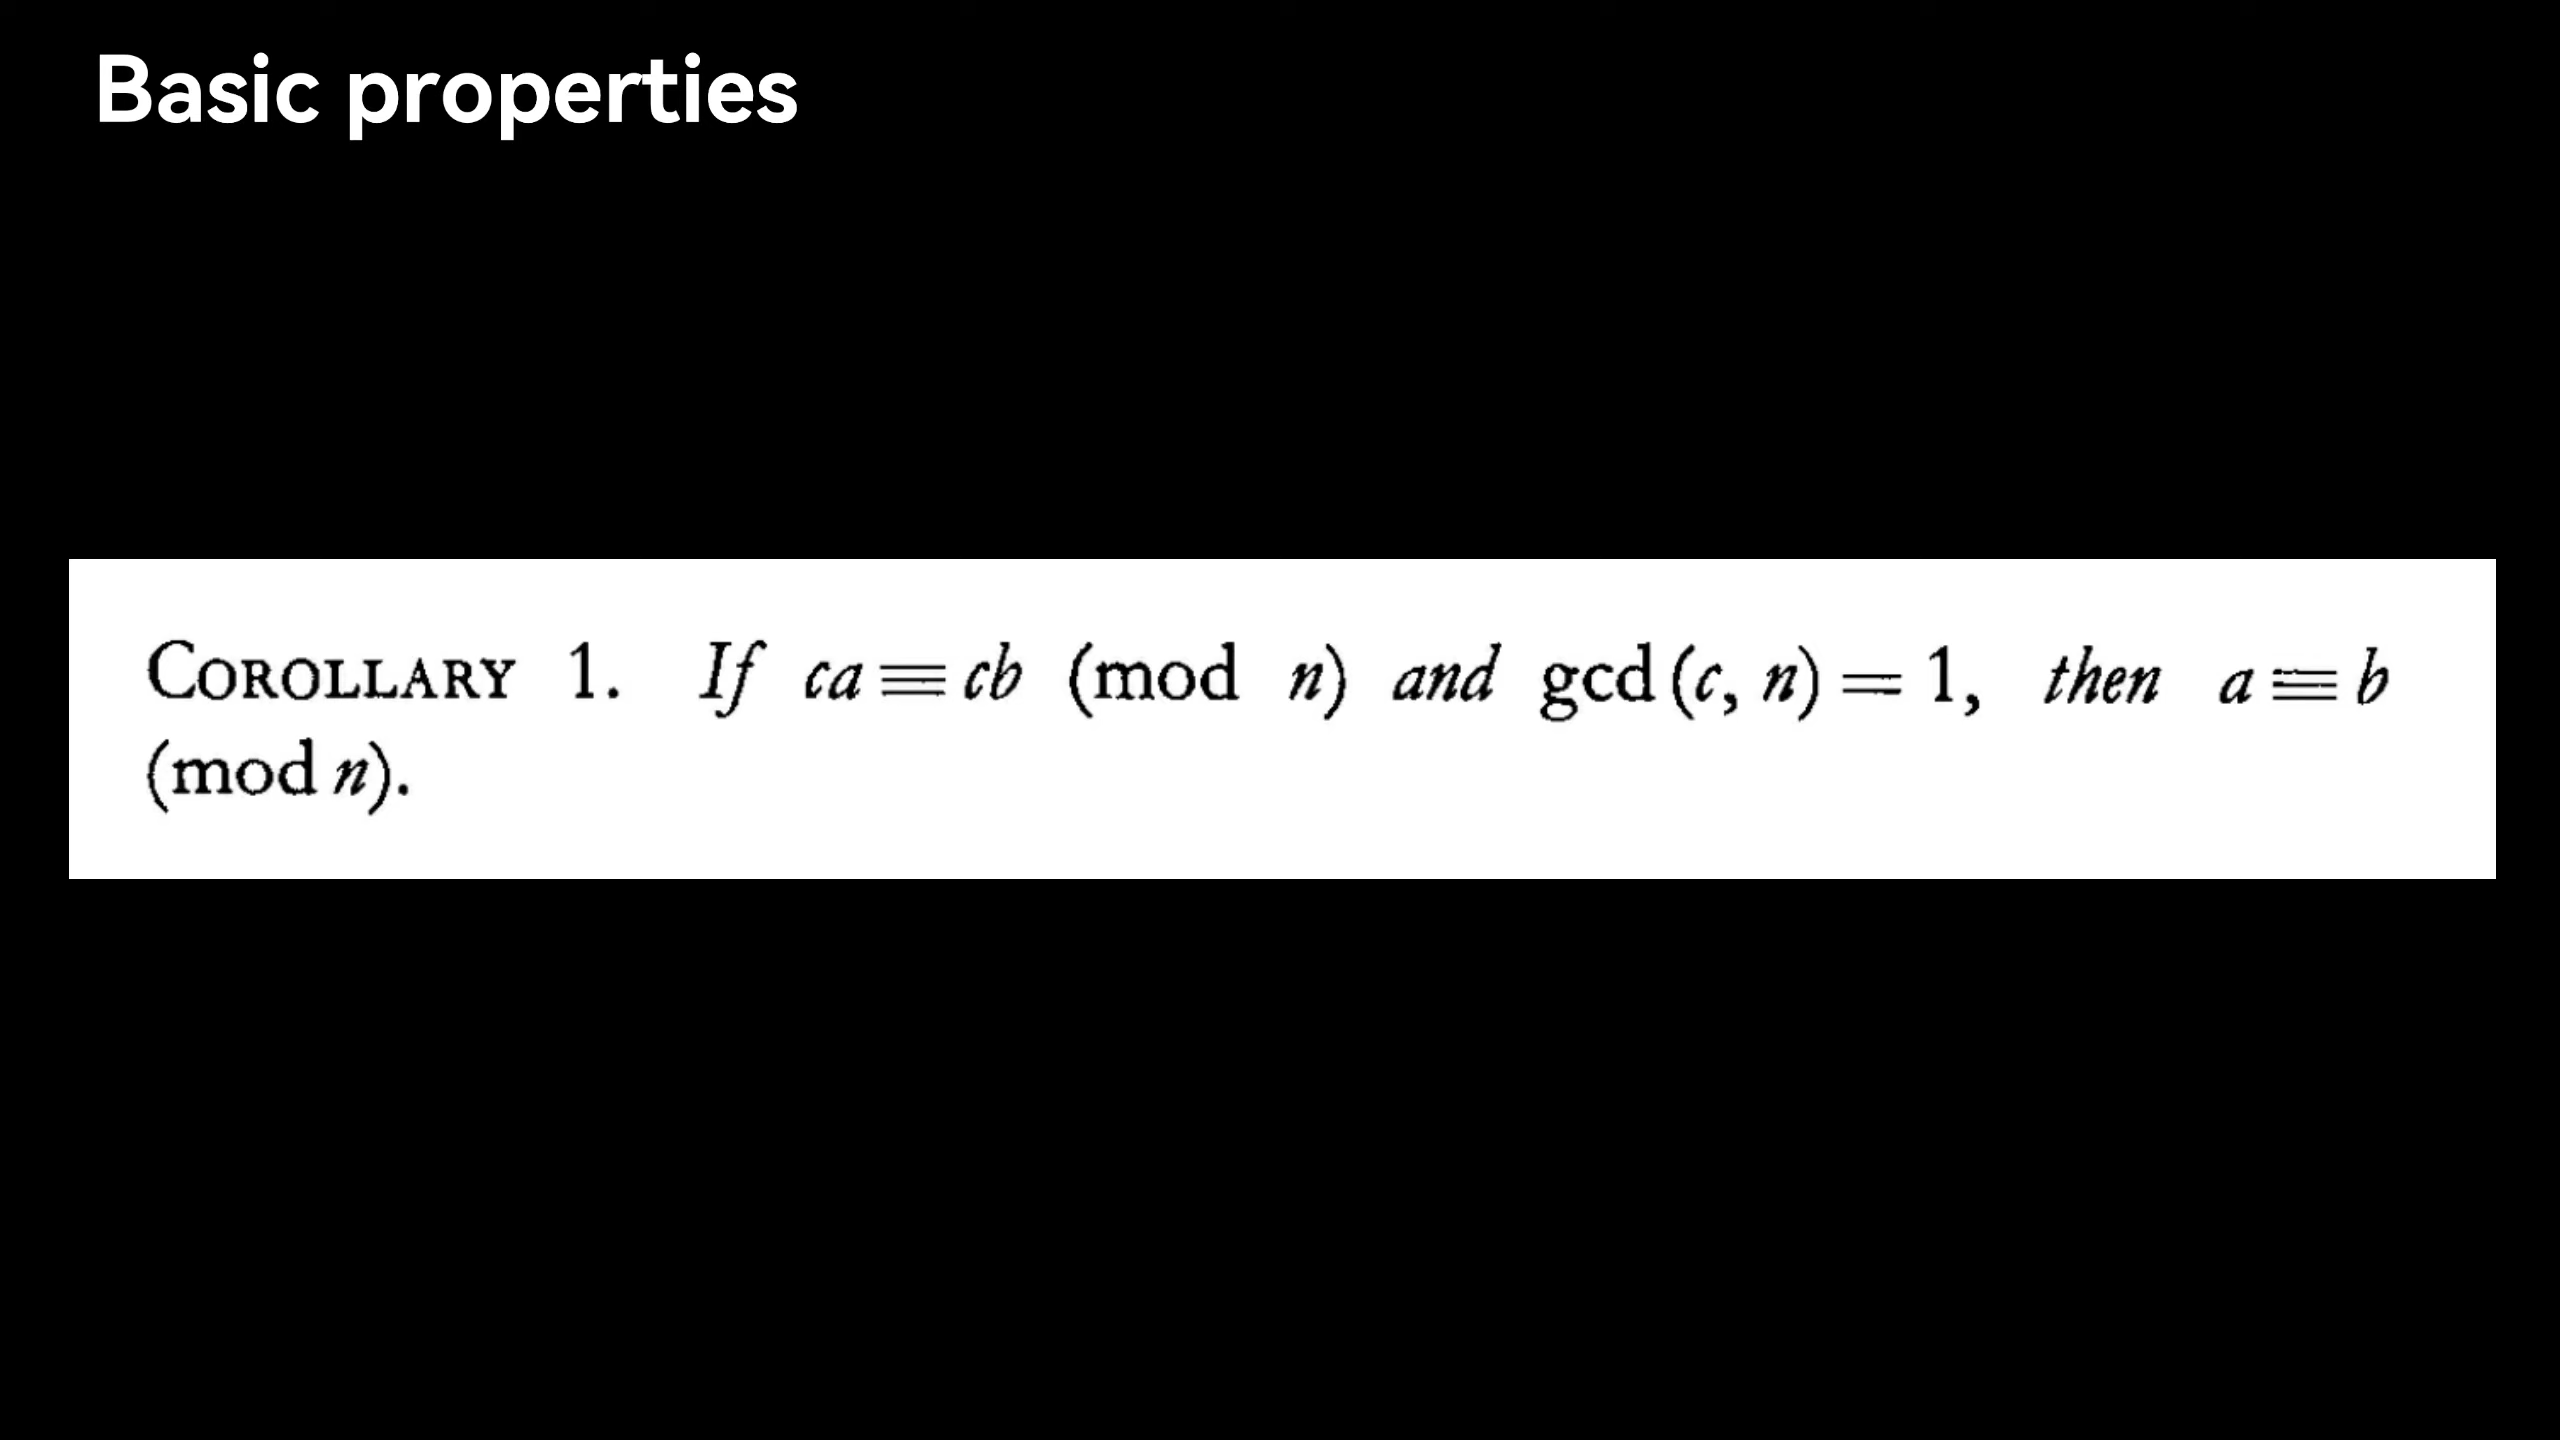 Basic properties
COROLLARY 1. If ca ≡ cb (mod n) and gcd(c, n) = 1, then a ≡ b
(mod n).